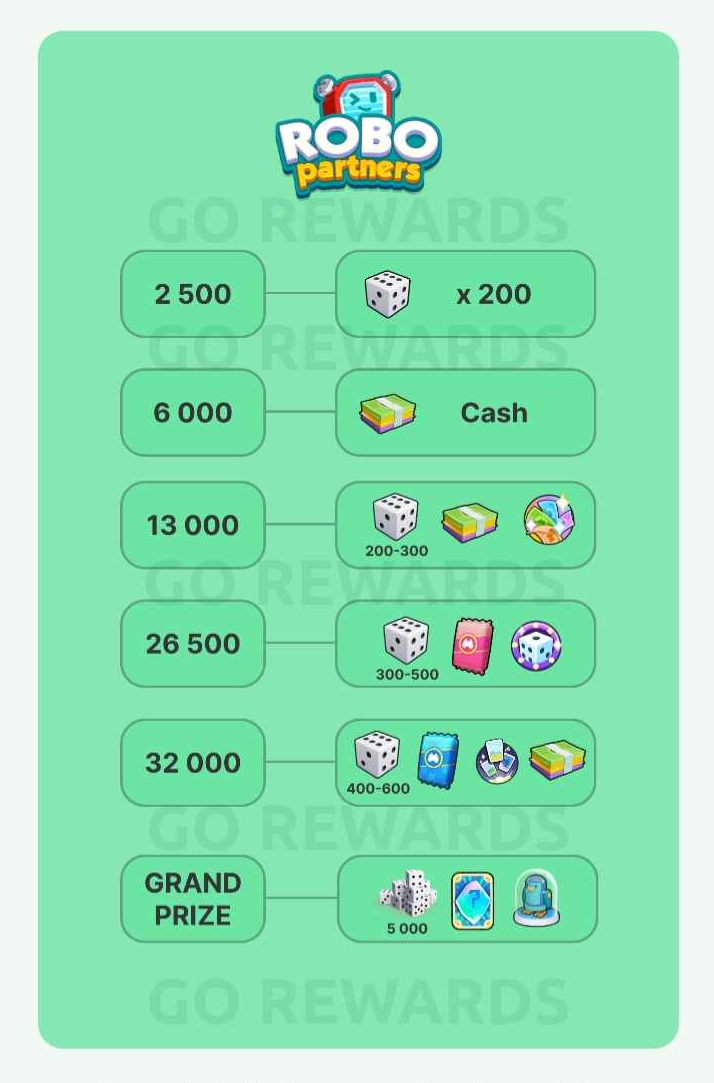 ROBO
partners
GO REWARDS
2 500
x 200
GO REWARDS
6 000
Cash
13 000
200-300
GO REWARDS
26 500
300-500
32 000
400-600
GO REWARDS
GRAND
PRIZE
5 000
GO REWARDS